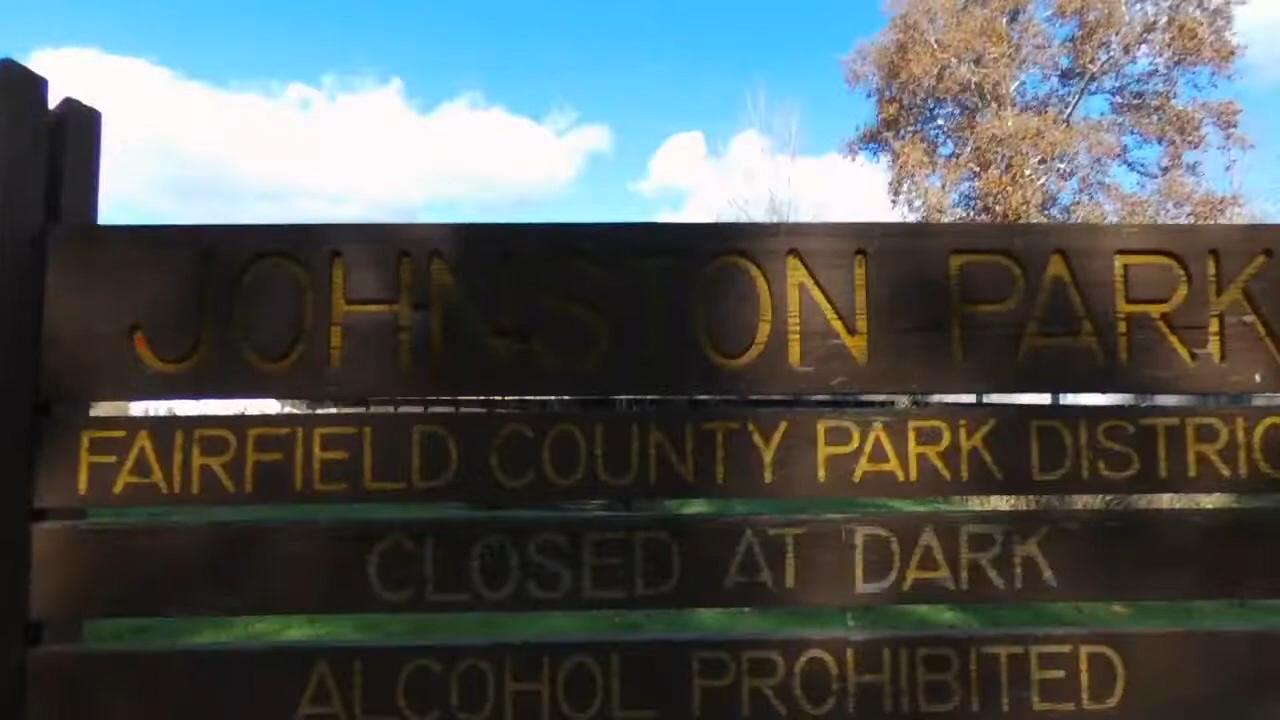 JOHNSTON PARK
FAIRFIELD COUNTY PARK DISTRIC
CLOSED AT DARK
ALCOHOL PROHIBITED